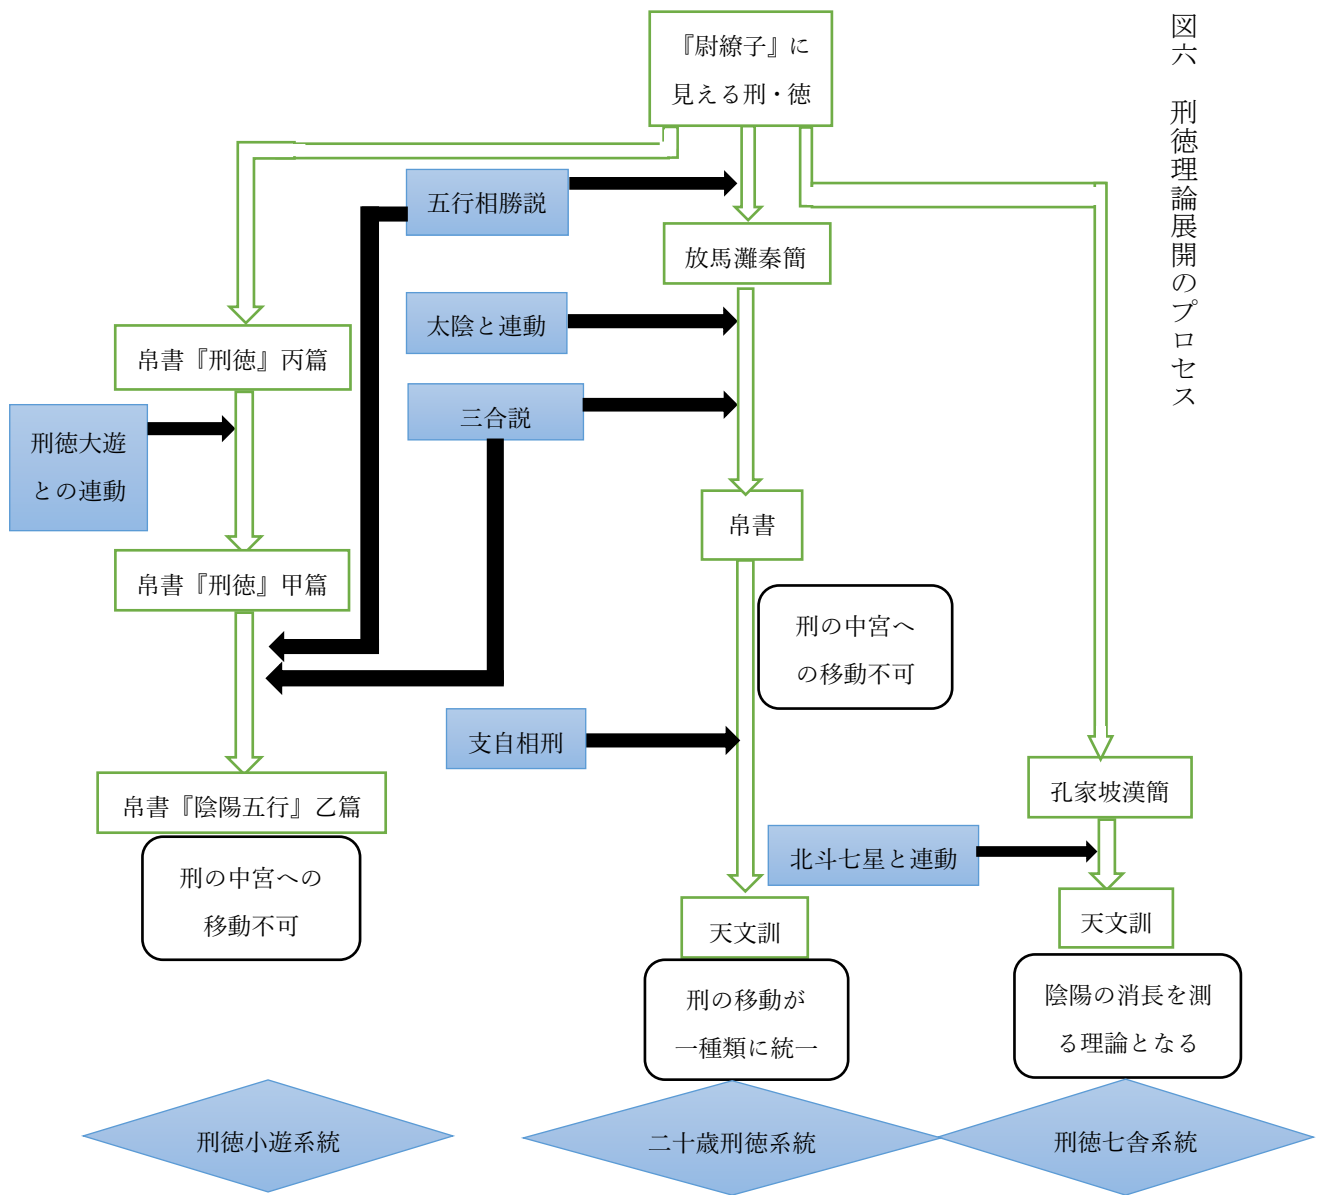 図六　刑徳理論展開のプロセス
『尉繚子』に
見える刑・徳
五行相勝説
放馬灘秦簡
太陰と連動
帛書『刑徳』丙篇
三合説
刑徳大遊
との連動
帛書
帛書『刑徳』甲篇
刑の中宮へ
の移動不可
支自相刑
帛書『陰陽五行』乙篇
刑の中宮への
移動不可
孔家坡漢簡
北斗七星と連動
天文訓
刑の移動が
一種類に統一
天文訓
陰陽の消長を測
る理論となる
刑徳小遊系統
二十歳刑徳系統
刑徳七舎系統